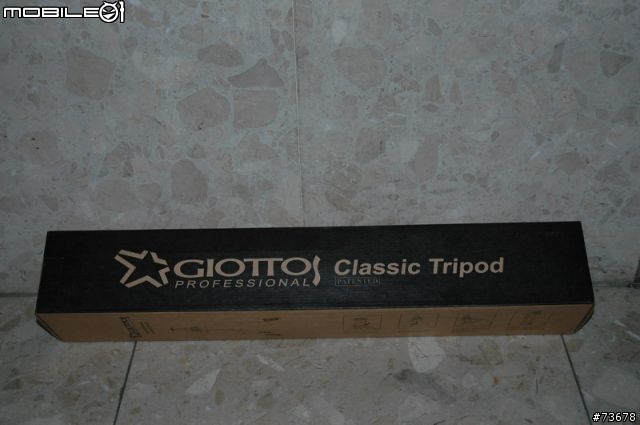 MOBILE01
GIOTTOS
PROFESSIONAL
Classic Tripod
PATENTED
#73678